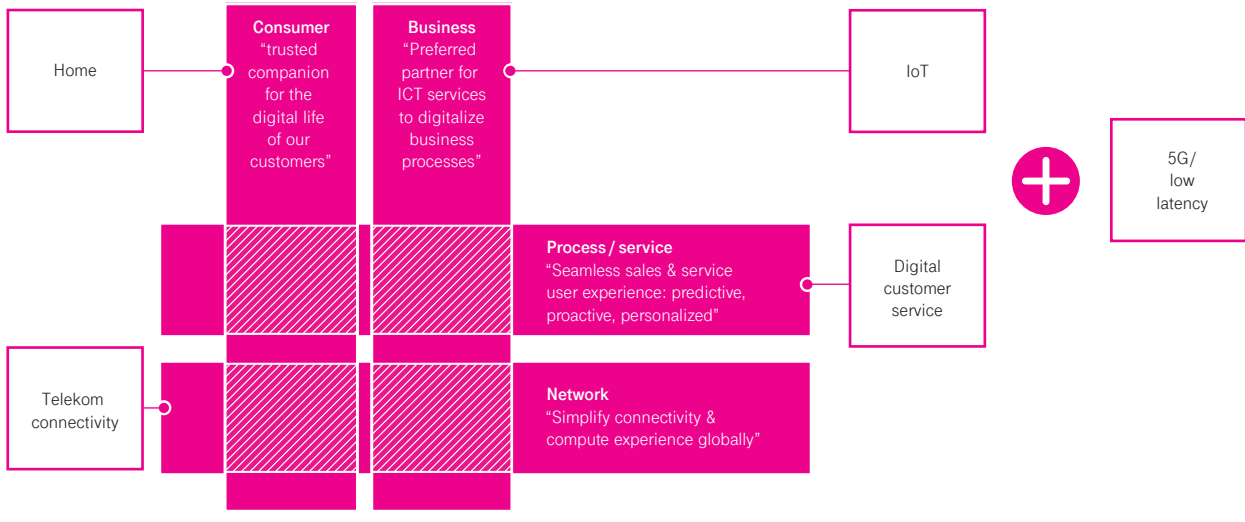 Home
Consumer
“trusted
companion
for the
digital life
of our
customers”
Business
“Preferred
partner for
ICT services
to digitalize
business
processes”
IoT
5G/
low
latency
Process / service
“Seamless sales & service
user experience: predictive,
proactive, personalized”
Digital
customer
service
Telekom
connectivity
Network
“Simplify connectivity &
compute experience globally”